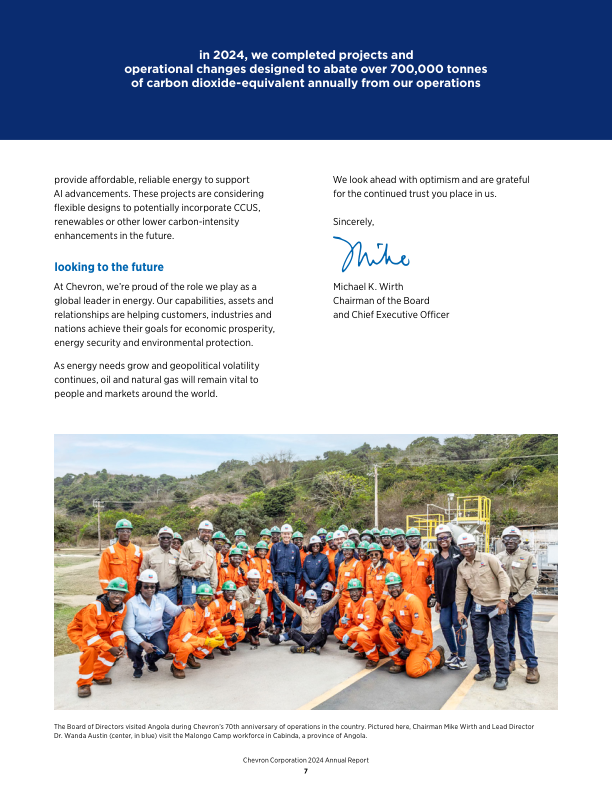 in 2024, we completed projects and
operational changes designed to abate over 700,000 tonnes
of carbon dioxide-equivalent annually from our operations
provide affordable, reliable energy to support
AI advancements. These projects are considering
flexible designs to potentially incorporate CCUS,
renewables or other lower carbon-intensity
enhancements in the future.
looking to the future
At Chevron, we're proud of the role we play as a
global leader in energy. Our capabilities, assets and
relationships are helping customers, industries and
nations achieve their goals for economic prosperity,
energy security and environmental protection.
As energy needs grow and geopolitical volatility
continues, oil and natural gas will remain vital to
people and markets around the world.
We look ahead with optimism and are grateful
for the continued trust you place in us.
Sincerely,
Mike
Michael K. Wirth
Chairman of the Board
and Chief Executive Officer
The Board of Directors visited Angola during Chevron's 70th anniversary of operations in the country. Pictured here, Chairman Mike Wirth and Lead Director
Dr. Wanda Austin (center, in blue) visit the Malongo Camp workforce in Cabinda, a province of Angola.
Chevron Corporation 2024 Annual Report
7